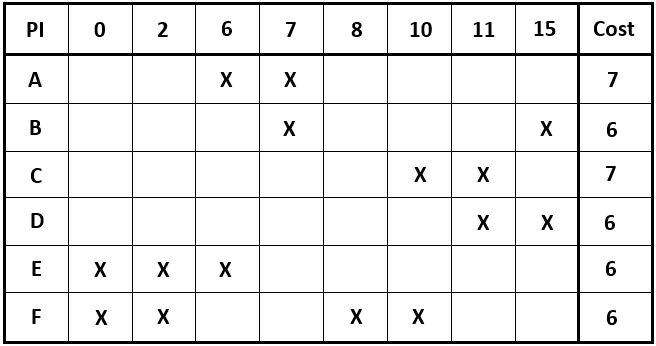 PI 0 2 6 7 8 10 11 15 Cost
A X X 7
B X X 6
C X X 7
D X X 6
E X X X 6
F X X X X 6